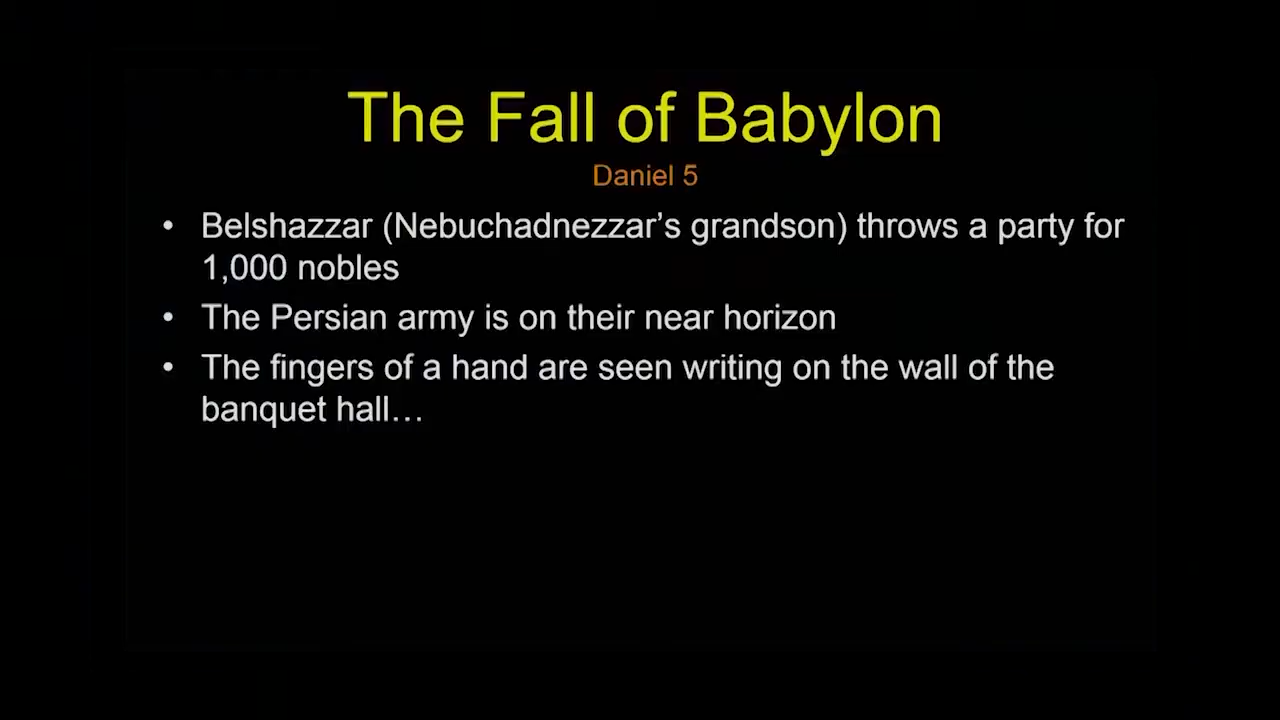 The Fall of Babylon
Daniel 5
• Belshazzar (Nebuchadnezzar’s grandson) throws a party for
1,000 nobles
• The Persian army is on their near horizon
• The fingers of a hand are seen writing on the wall of the
banquet hall…